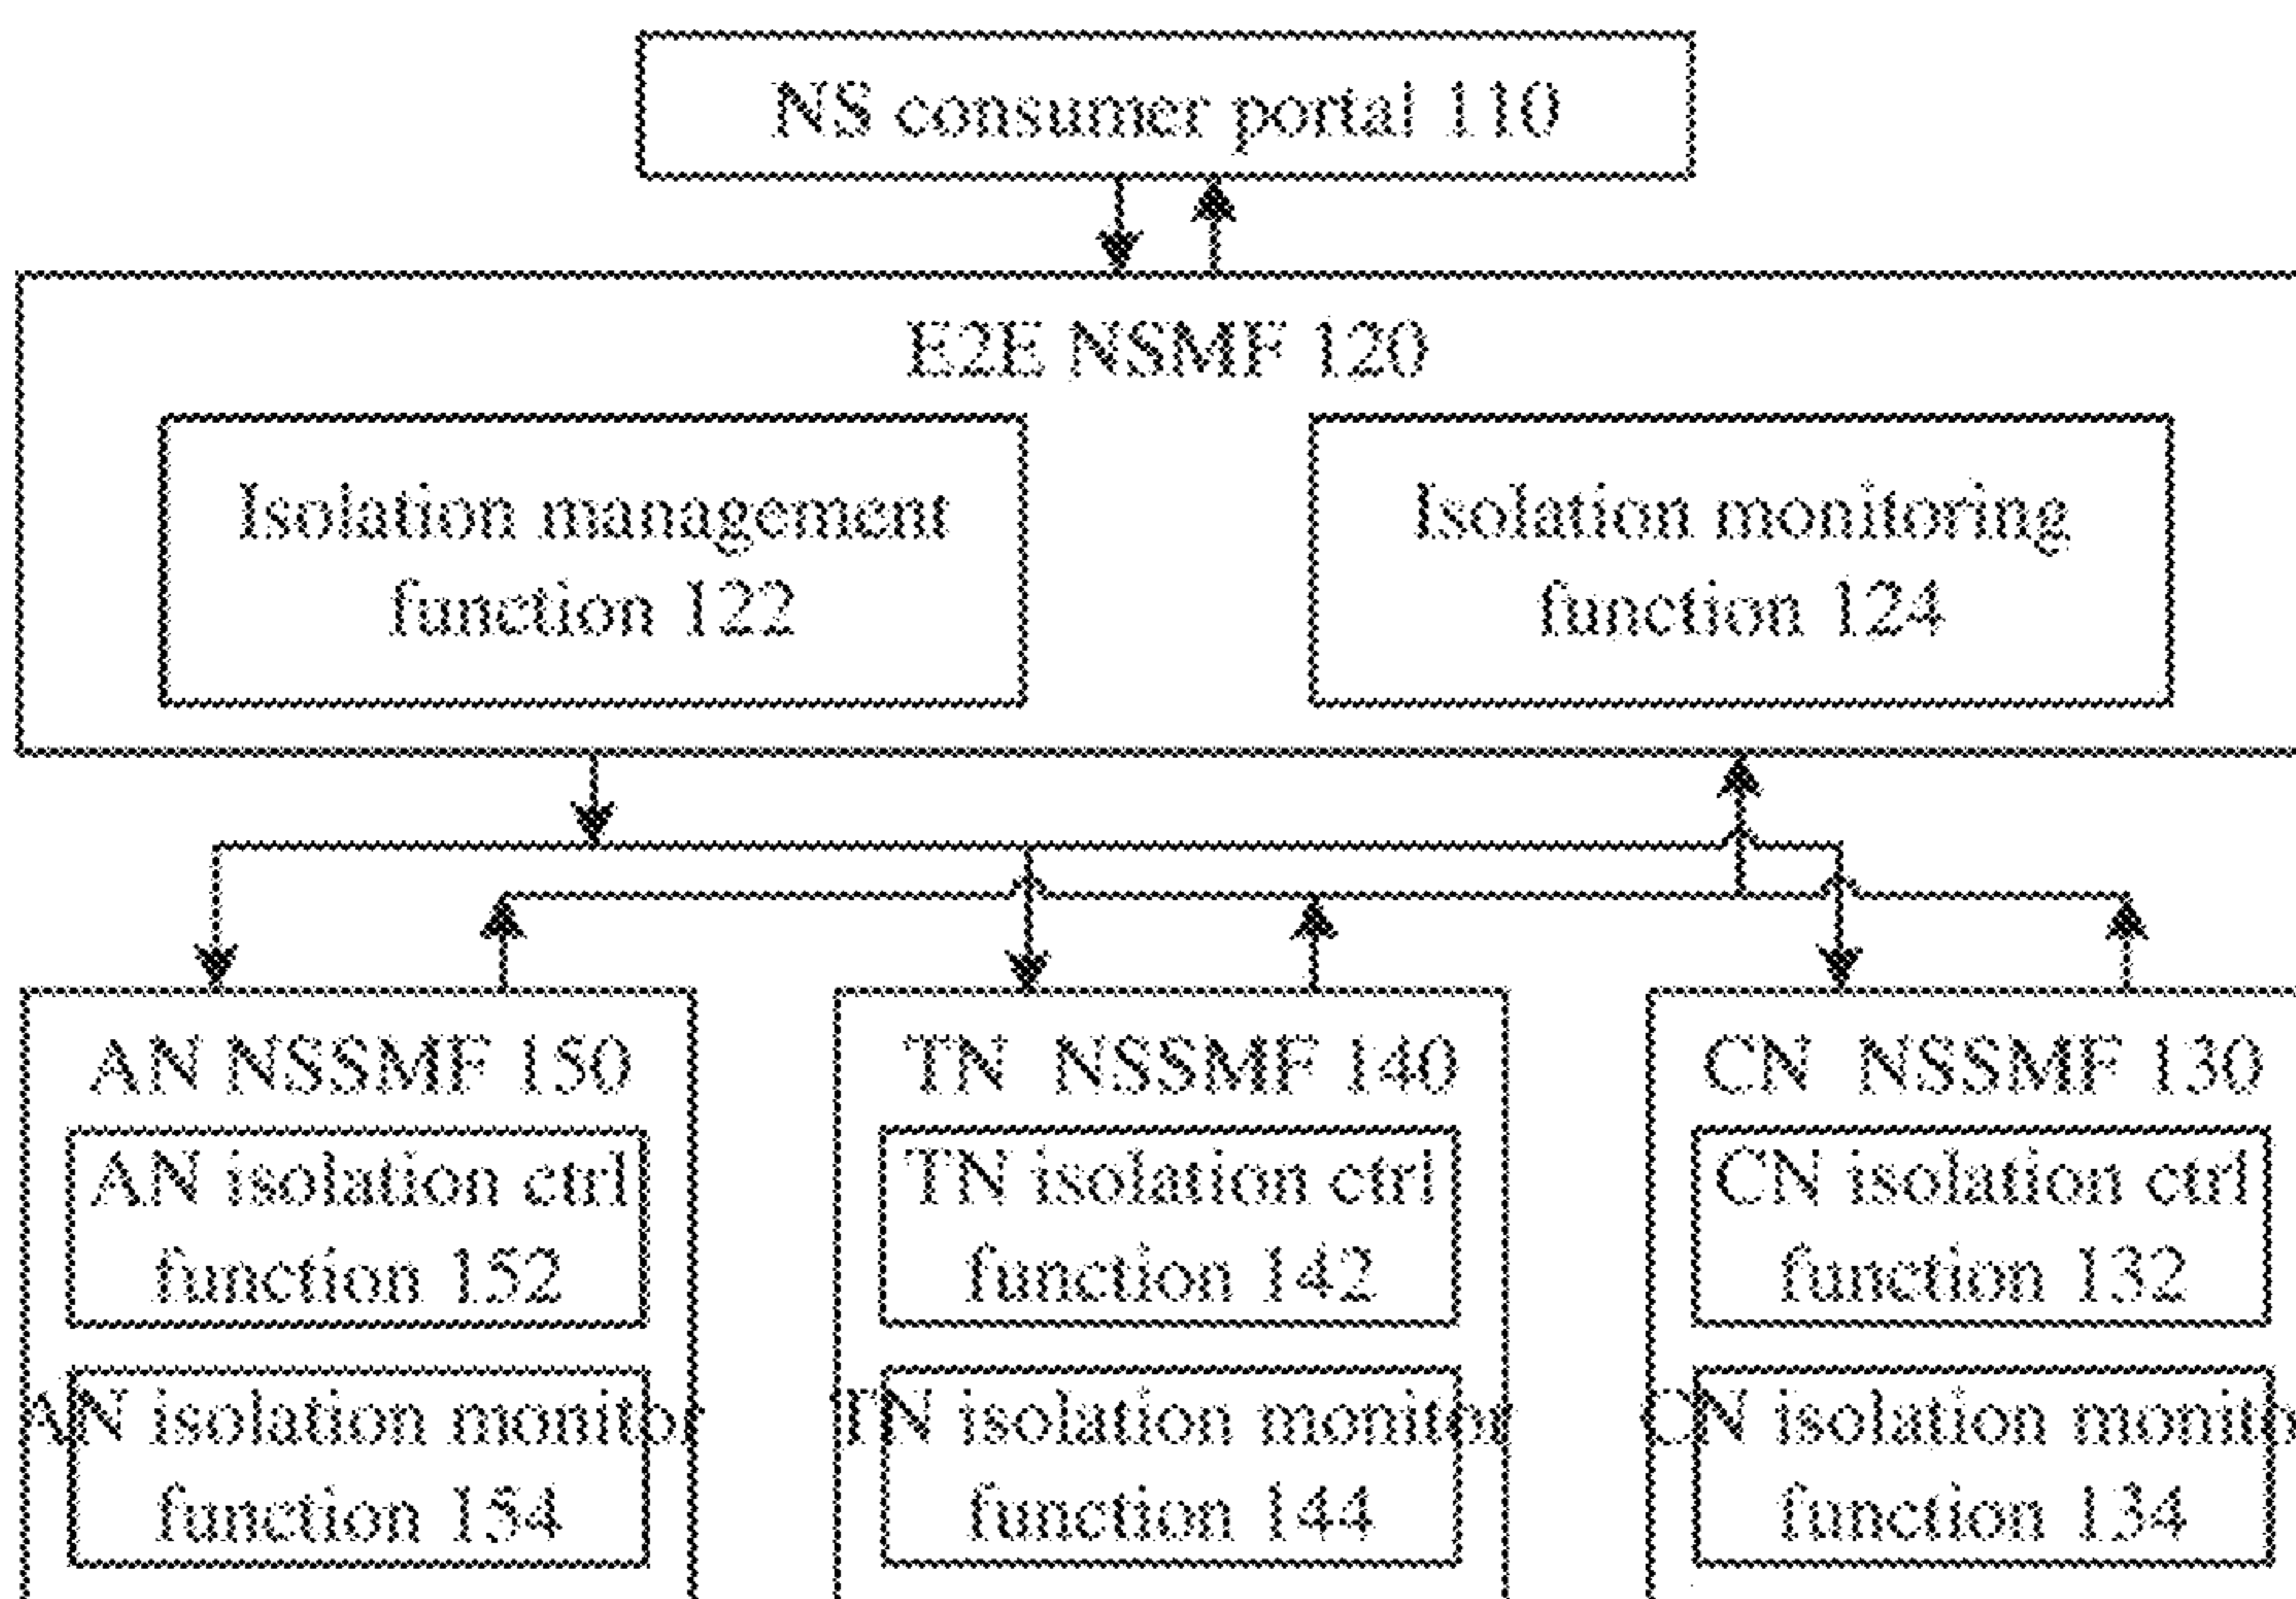 NS consumer portal 110
E2E NSMF 120
Isolation management
function 122
Isolation monitoring
function 124
AN NSSMF 150
AN isolation ctrl
function 152
AN isolation monitor
function 154
TN NSSMF 140
TN isolation ctrl
function 142
TN isolation monitor
function 144
CN NSSMF 130
CN isolation ctrl
function 132
CN isolation monitor
function 134